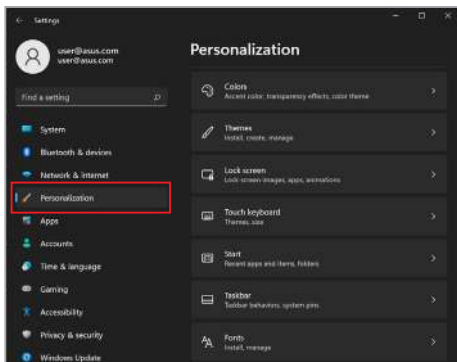 Settings
user@asus.com
user@asus.com
Find a setting
System
Bluetooth & devices
Network & internet
Personalization
Apps
Accounts
Time & language
Gaming
Accessibility
Privacy & security
Windows Update
Personalization
Colors
Accent color, transparency effects, color theme
Themes
Install, create, manage
Lock screen
Lock screen images, apps, animations
Touch keyboard
Themes, size
Start
Recent apps and items, folders
Taskbar
Taskbar behaviors, system pins
Fonts
Install, manage